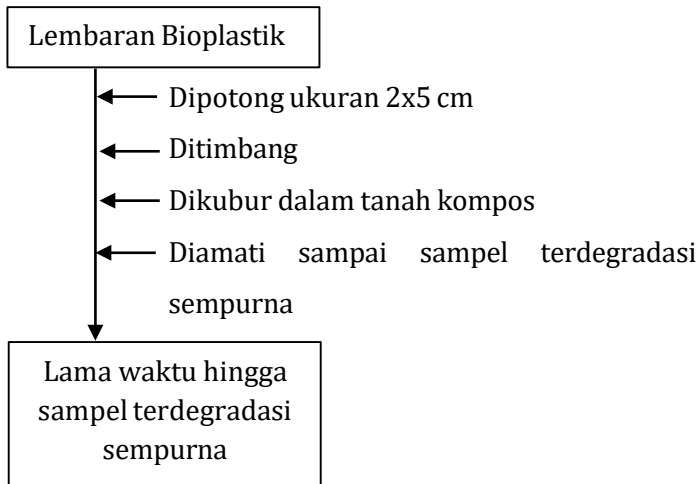 Lembaran Bioplastik
Dipotong ukuran 2x5 cm
Ditimbang
Dikubur dalam tanah kompos
Diamati sampai sampel terdegradasi
sempurna
Lama waktu hingga
sampel terdegradasi
sempurna